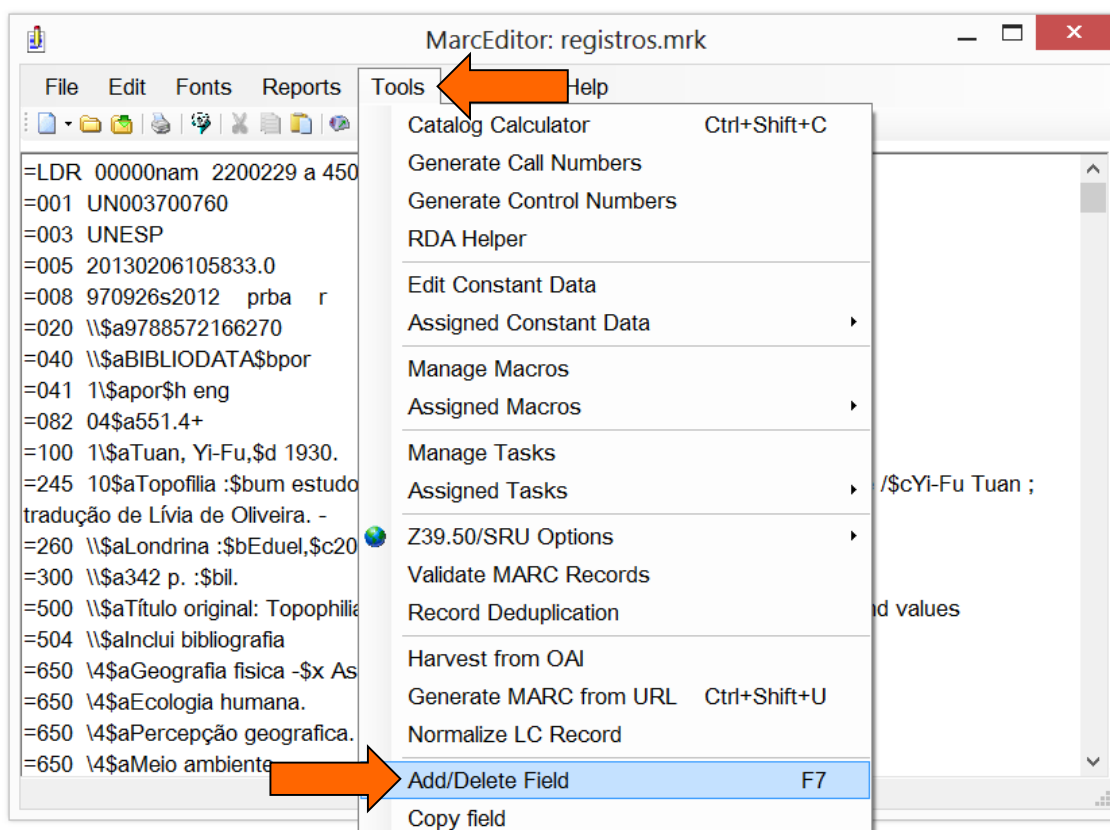 MarcEditor: registros.mrk
File Edit Fonts Reports Tools Help
=LDR 00000nam 2200229 a 450
=001 UN003700760
=003 UNESP
=005 20130206105833.0
=008 970926s2012 prba r
=020 \\$a9788572166270
=040 \\$aBIBLIODATA$bpor
=041 1\$apor$h eng
=082 04$a551.4+
=100 1\$aTuan, Yi-Fu,$d 1930.
=245 10$aTopofilia :$bum estudo /$cYi-Fu Tuan ;
tradução de Lívia de Oliveira. -
=260 \\$aLondrina :$bEduel,$c20
=300 \\$a342 p. :$bil.
=500 \\$aTítulo original: Topophilia nd values
=504 \\$aInclui bibliografia
=650 \4$aGeografia fisica -$x As
=650 \4$aEcologia humana.
=650 \4$aPercepção geografica.
=650 \4$aMeio ambiente
Catalog Calculator Ctrl+Shift+C
Generate Call Numbers
Generate Control Numbers
RDA Helper
Edit Constant Data
Assigned Constant Data
Manage Macros
Assigned Macros
Manage Tasks
Assigned Tasks
Z39.50/SRU Options
Validate MARC Records
Record Deduplication
Harvest from OAI
Generate MARC from URL Ctrl+Shift+U
Normalize LC Record
Add/Delete Field F7
Copy field